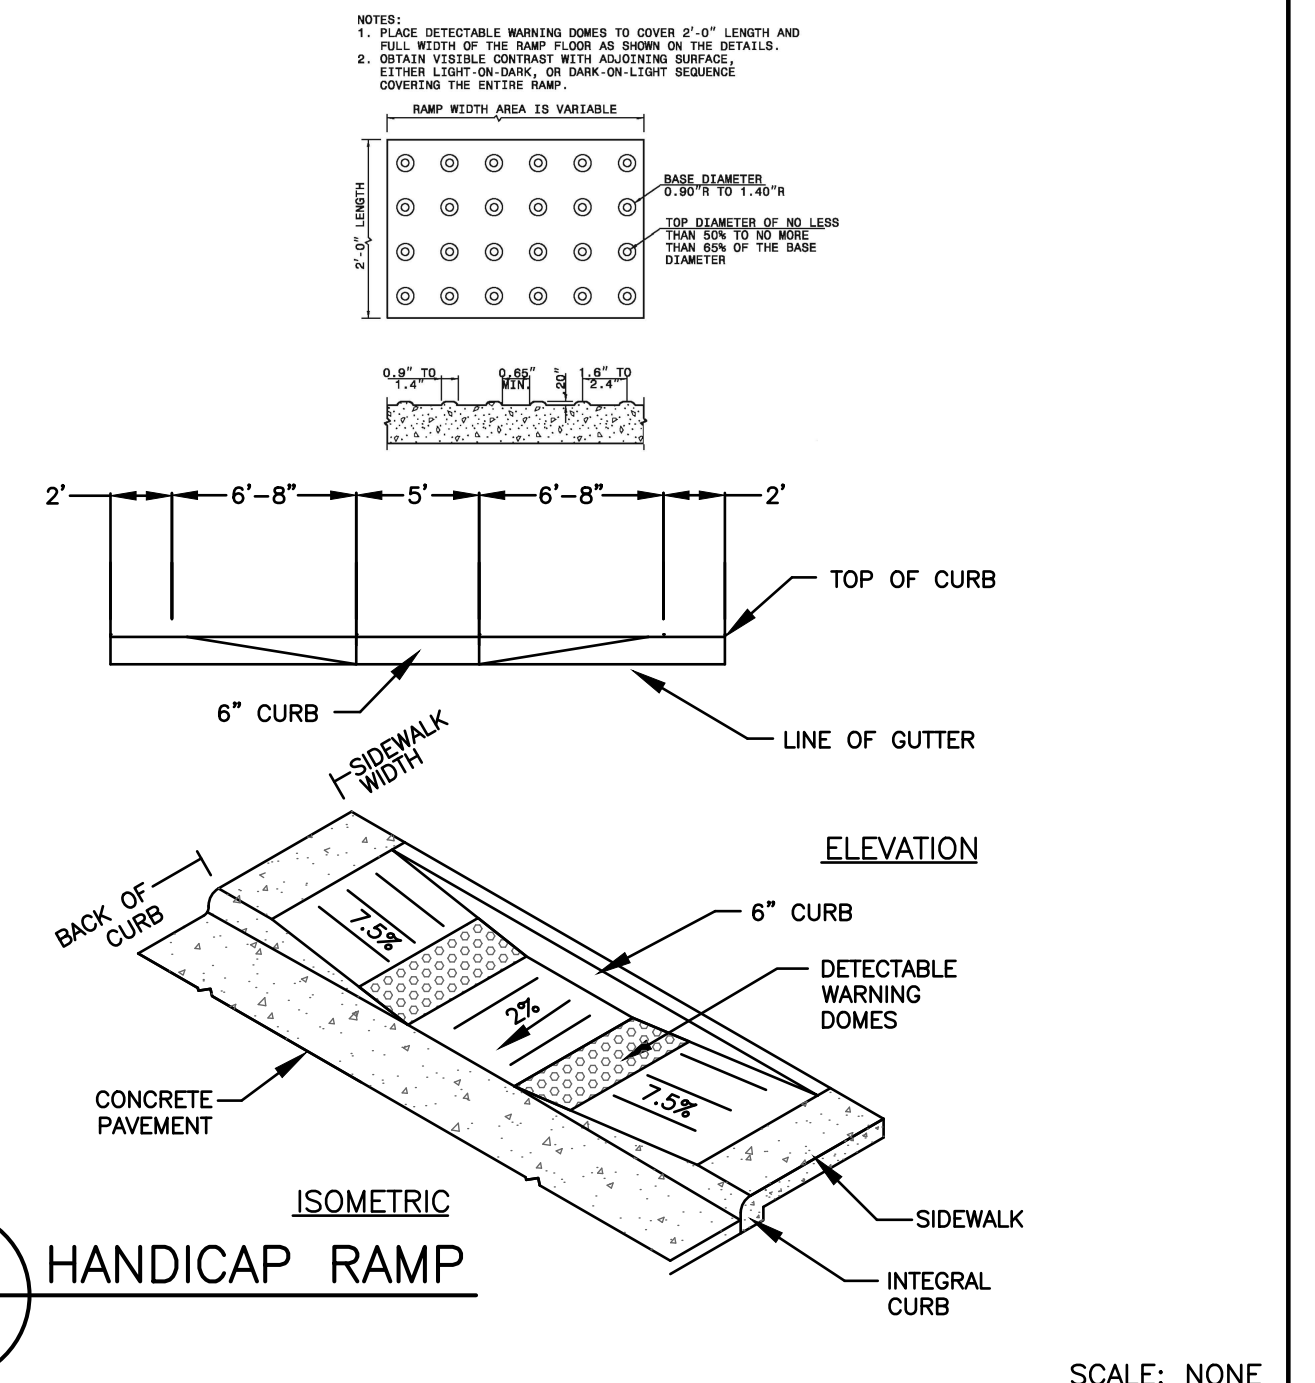 NOTES:
1. PLACE DETECTABLE WARNING DOMES TO COVER 2'-0" LENGTH AND
FULL WIDTH OF THE RAMP FLOOR AS SHOWN ON THE DETAILS.
2. OBTAIN VISIBLE CONTRAST WITH ADJOINING SURFACE,
EITHER LIGHT-ON-DARK, OR DARK-ON-LIGHT SEQUENCE
COVERING THE ENTIRE RAMP.
RAMP WIDTH AREA IS VARIABLE
2'-0" LENGTH
BASE DIAMETER
0.90"R TO 1.40"R
TOP DIAMETER OF NO LESS
THAN 50% TO NO MORE
THAN 65% OF THE BASE
DIAMETER
0.9" TO
1.4"
0.65"
MIN.
.20"
1.6" TO
2.4"
2'
6'-8"
5'
6'-8"
2'
TOP OF CURB
6" CURB
LINE OF GUTTER
ELEVATION
SIDEWALK
WIDTH
BACK OF
CURB
7.5%
2%
7.5%
6" CURB
DETECTABLE
WARNING
DOMES
CONCRETE
PAVEMENT
ISOMETRIC
SIDEWALK
INTEGRAL
CURB
HANDICAP RAMP
SCALE: NONE